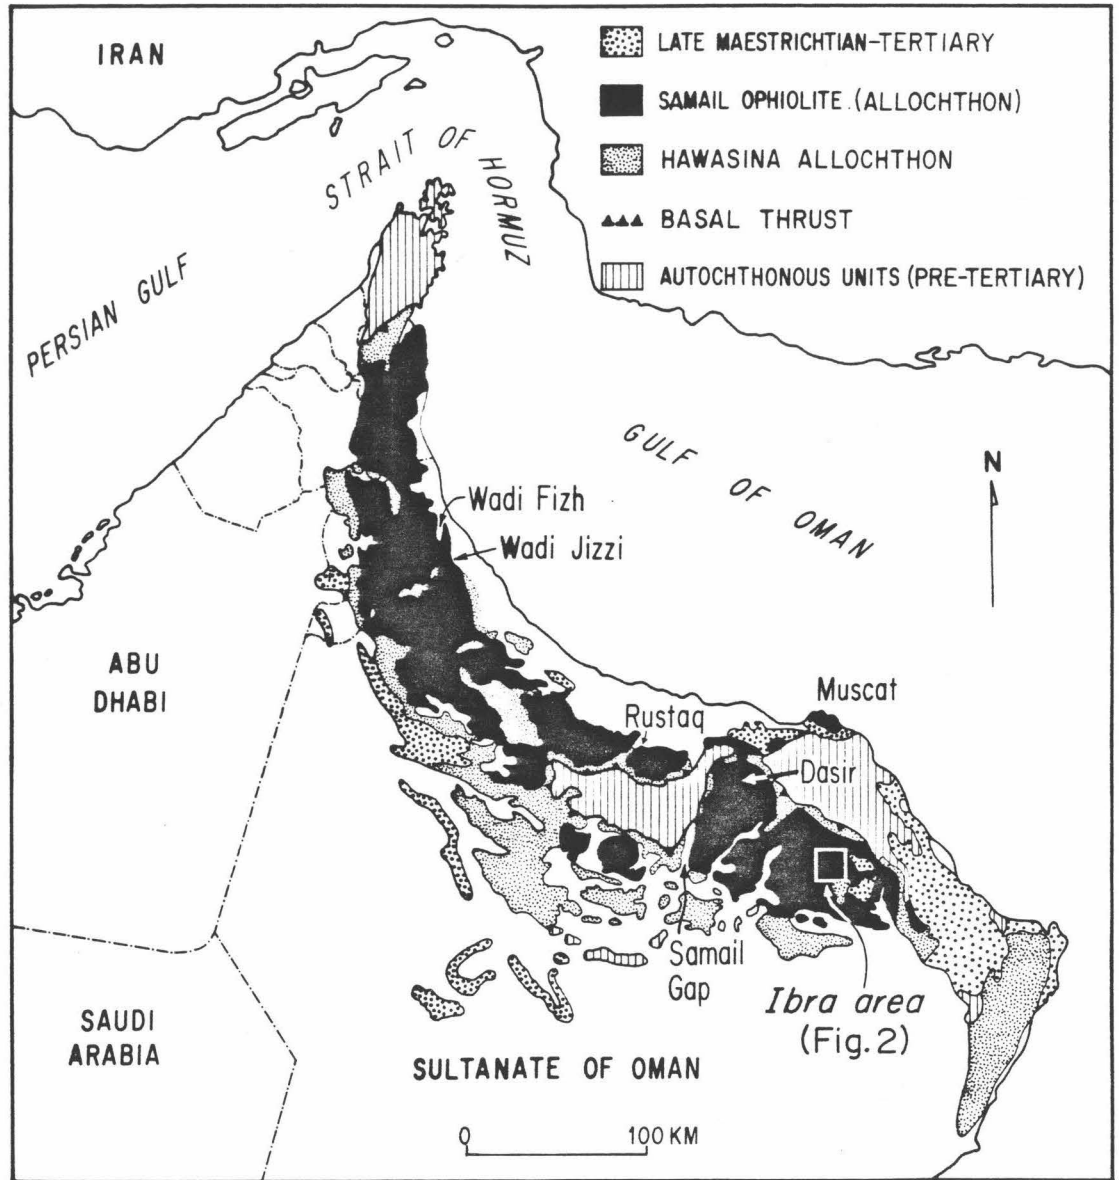 IRAN
LATE MAESTRICHTIAN-TERTIARY
SAMAIL OPHIOLITE. (ALLOCHTHON)
HAWASINA ALLOCHTHON
BASAL THRUST
AUTOCHTHONOUS UNITS (PRE-TERTIARY)
STRAIT OF
HORMUZ
PERSIAN GULF
GULF OF OMAN
N
Wadi Fizh
Wadi Jizzi
ABU
DHABI
Muscat
Rustaq
Dasir
Samail
Gap
Ibra area
(Fig. 2)
SAUDI
ARABIA
SULTANATE OF OMAN
0 100 KM